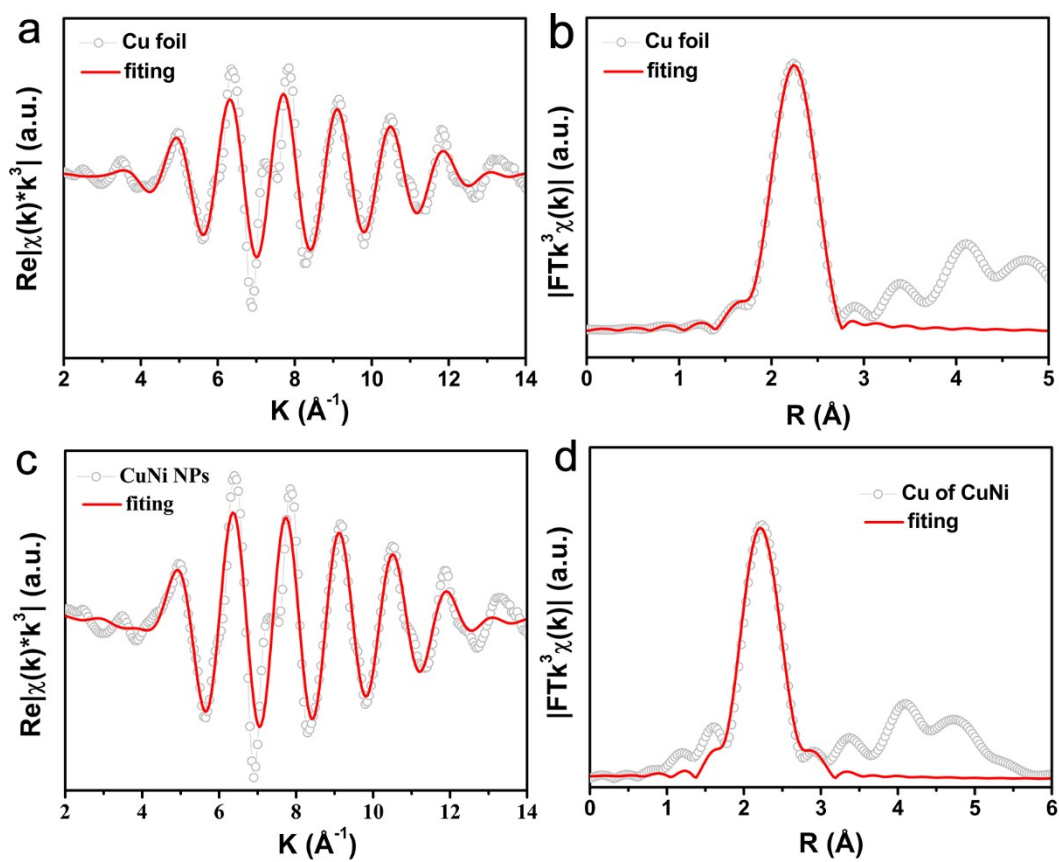 a
Cu foil
fiting
Re|χ(k)*k³| (a.u.)
2 4 6 8 10 12 14
K (Å⁻¹)
b
Cu foil
fiting
|FTk³χ(k)| (a.u.)
0 1 2 3 4 5
R (Å)
c
CuNi NPs
fiting
Re|χ(k)*k³| (a.u.)
2 4 6 8 10 12 14
K (Å⁻¹)
d
Cu of CuNi
fiting
|FTk³χ(k)| (a.u.)
0 1 2 3 4 5 6
R (Å)